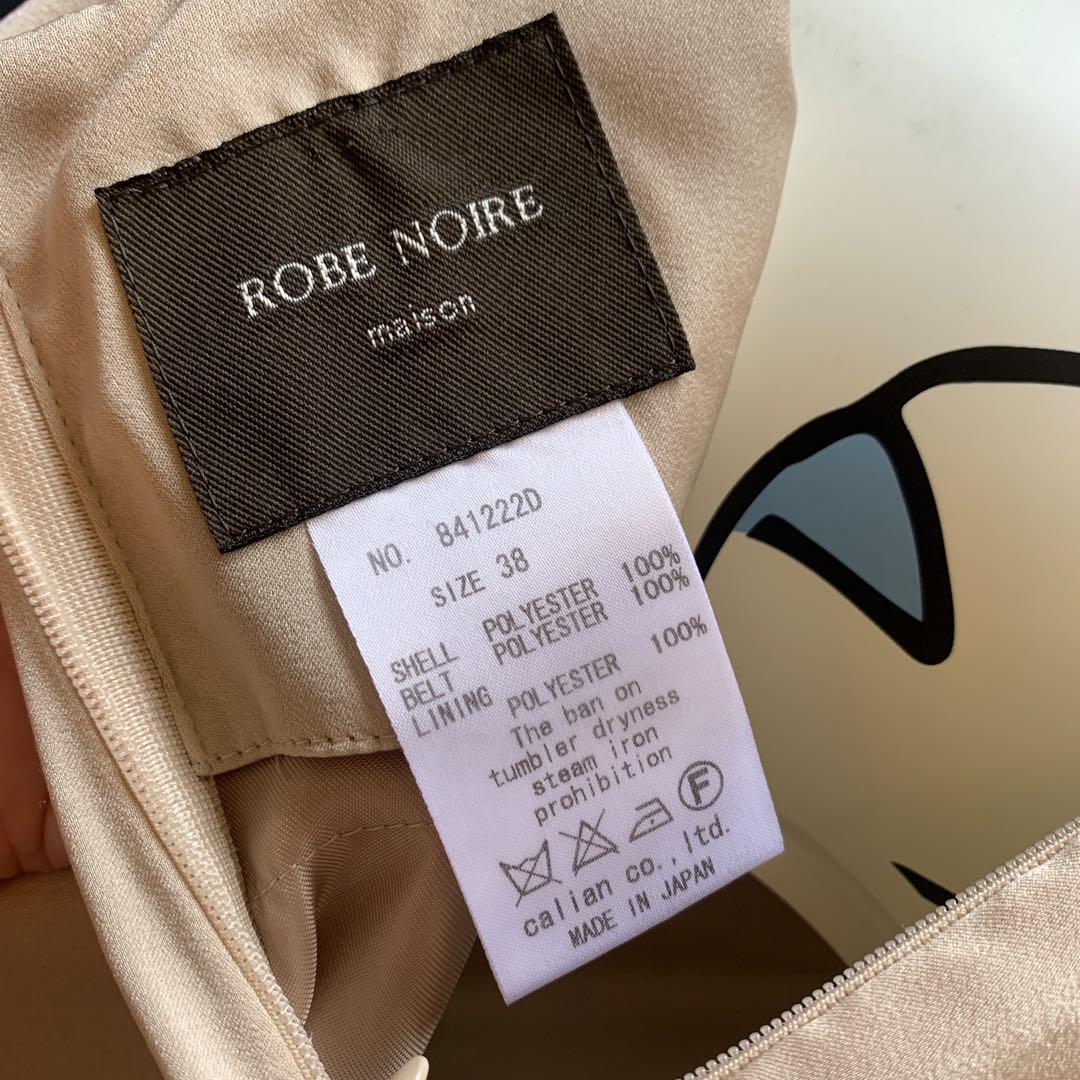 ROBE NOIRE
maison
NO. 841222D
SIZE 38
SHELL POLYESTER 100%
BELT POLYESTER 100%
LINING POLYESTER 100%
The ban on
tumbler dryness
steam iron
prohibition
F
calian co.,ltd.
MADE IN JAPAN